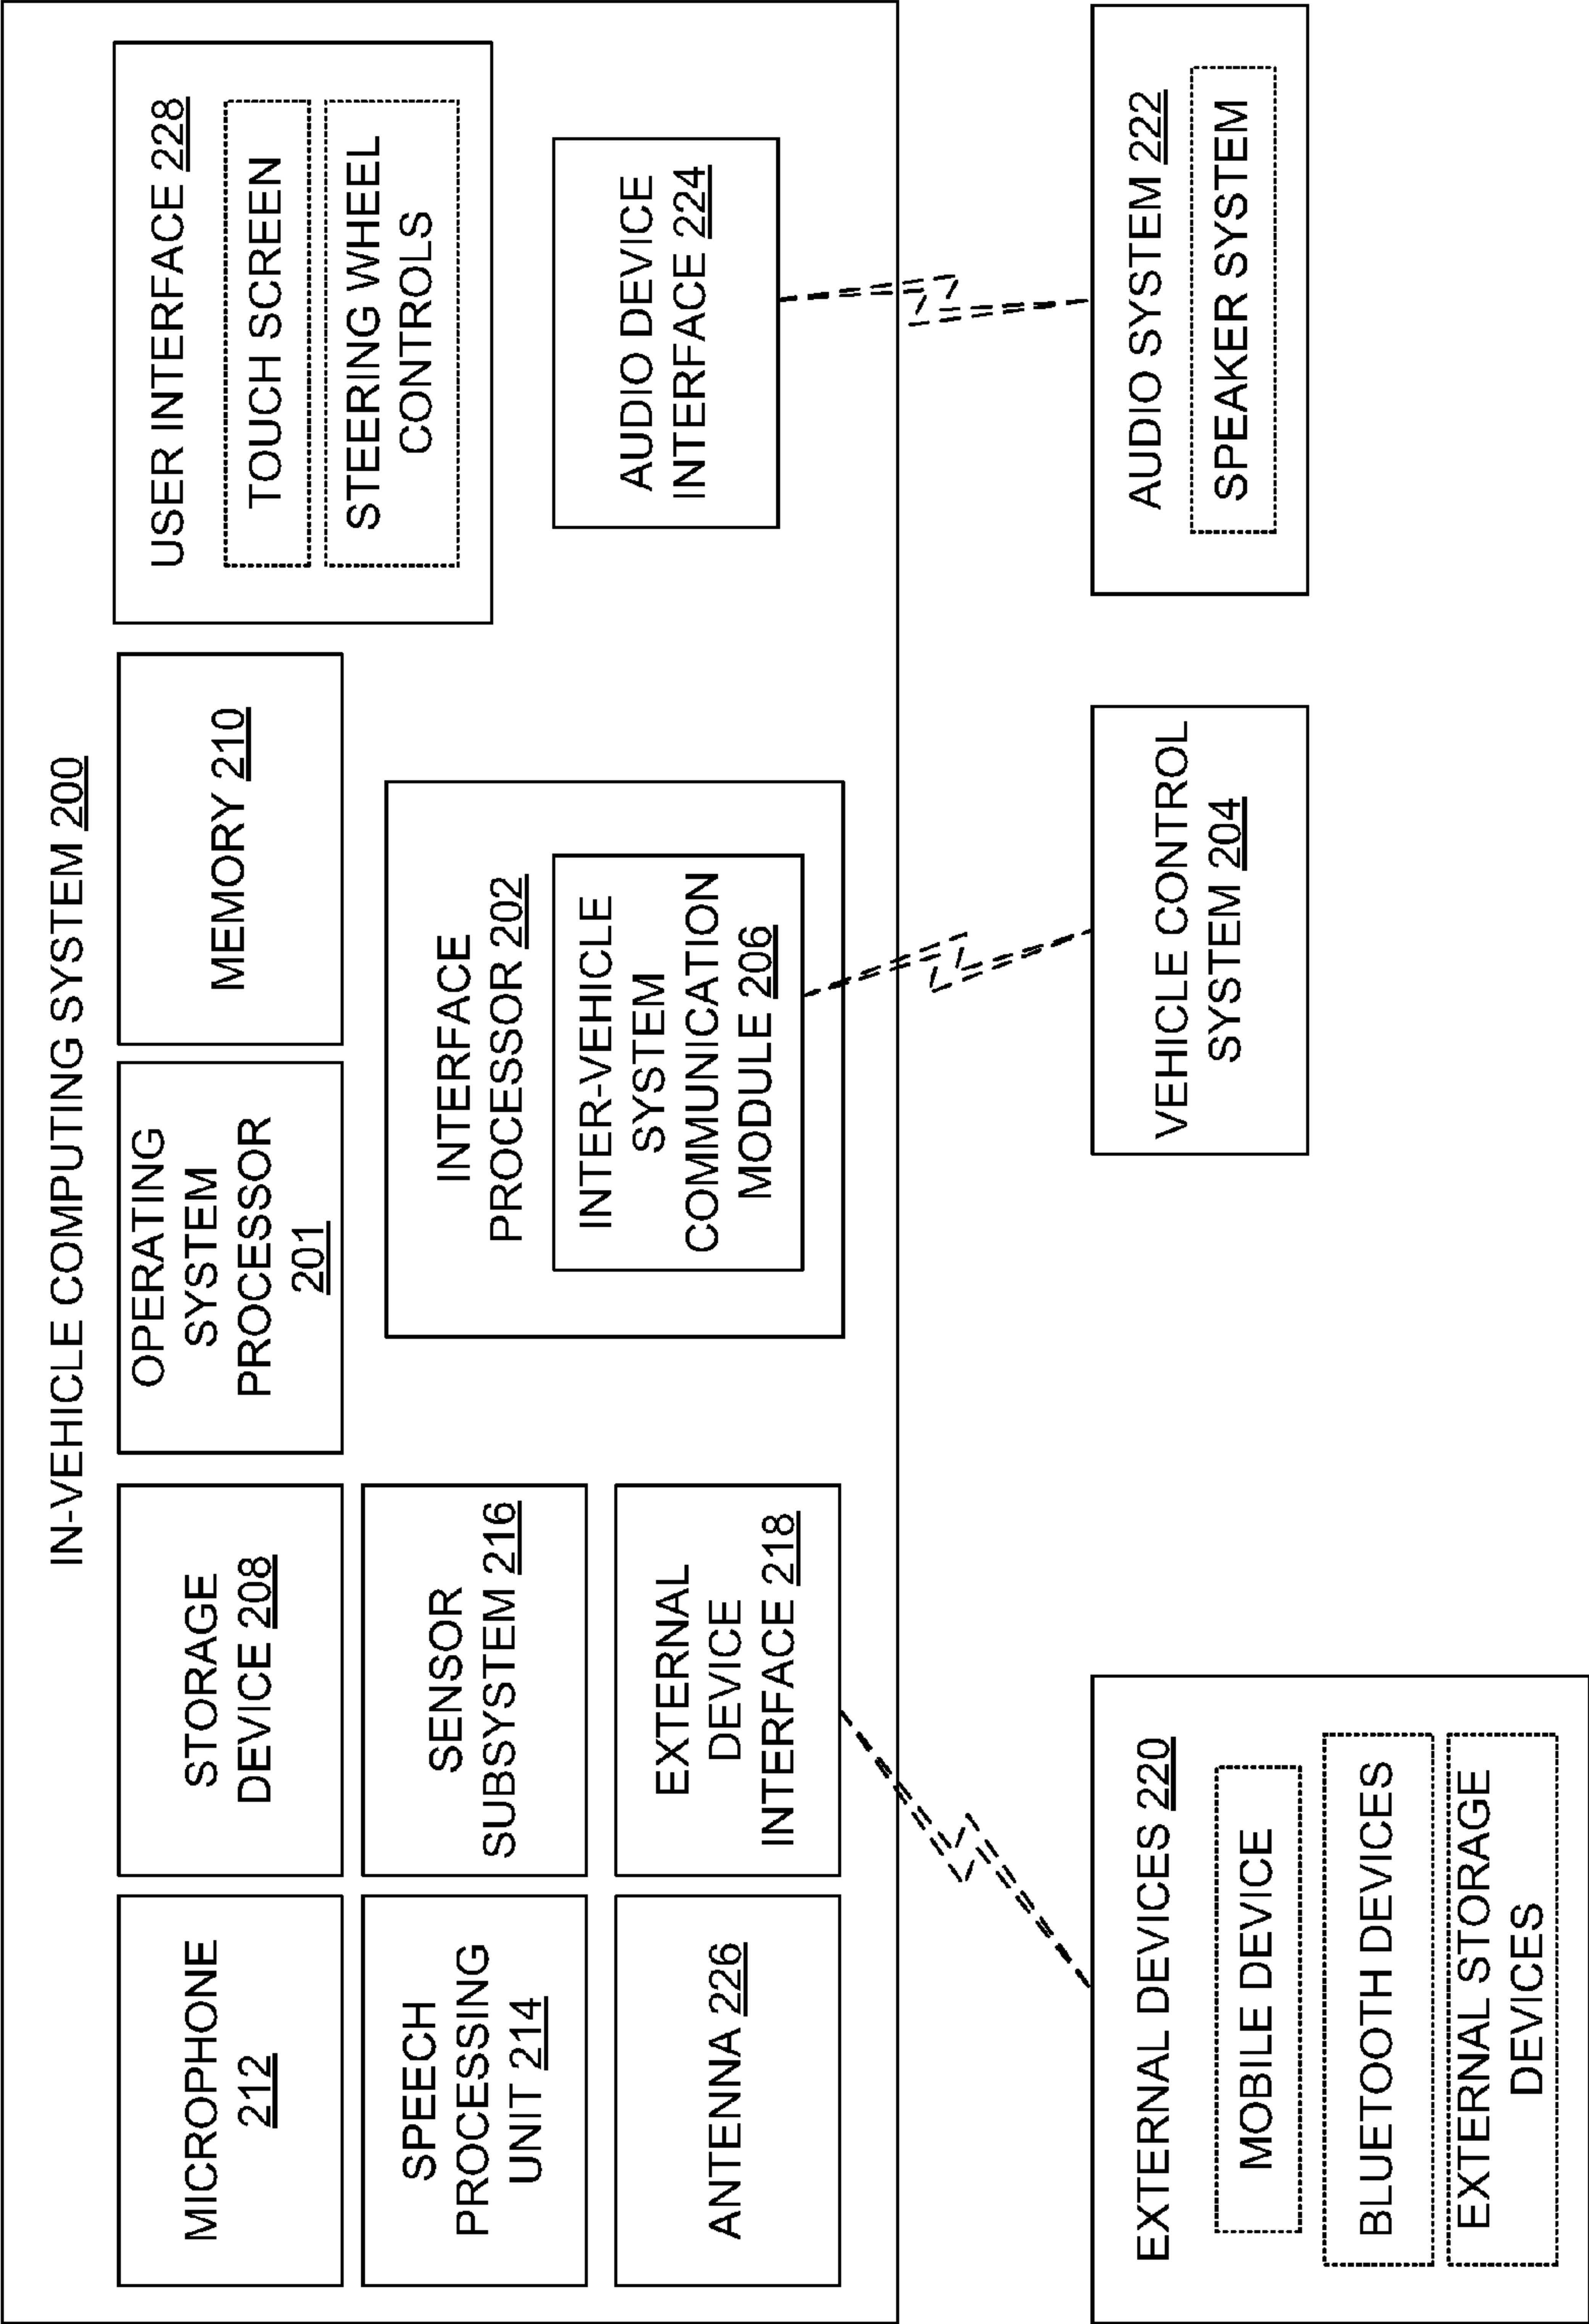 IN-VEHICLE COMPUTING SYSTEM 200
MICROPHONE
212
STORAGE
DEVICE 208
OPERATING
SYSTEM
PROCESSOR
201
MEMORY 210
USER INTERFACE 228
TOUCH SCREEN
STEERING WHEEL
CONTROLS
SPEECH
PROCESSING
UNIT 214
SENSOR
SUBSYSTEM 216
INTERFACE
PROCESSOR 202
INTER-VEHICLE
SYSTEM
COMMUNICATION
MODULE 206
ANTENNA 226
EXTERNAL
DEVICE
INTERFACE 218
AUDIO DEVICE
INTERFACE 224
EXTERNAL DEVICES 220
MOBILE DEVICE
BLUETOOTH DEVICES
EXTERNAL STORAGE
DEVICES
VEHICLE CONTROL
SYSTEM 204
AUDIO SYSTEM 222
SPEAKER SYSTEM